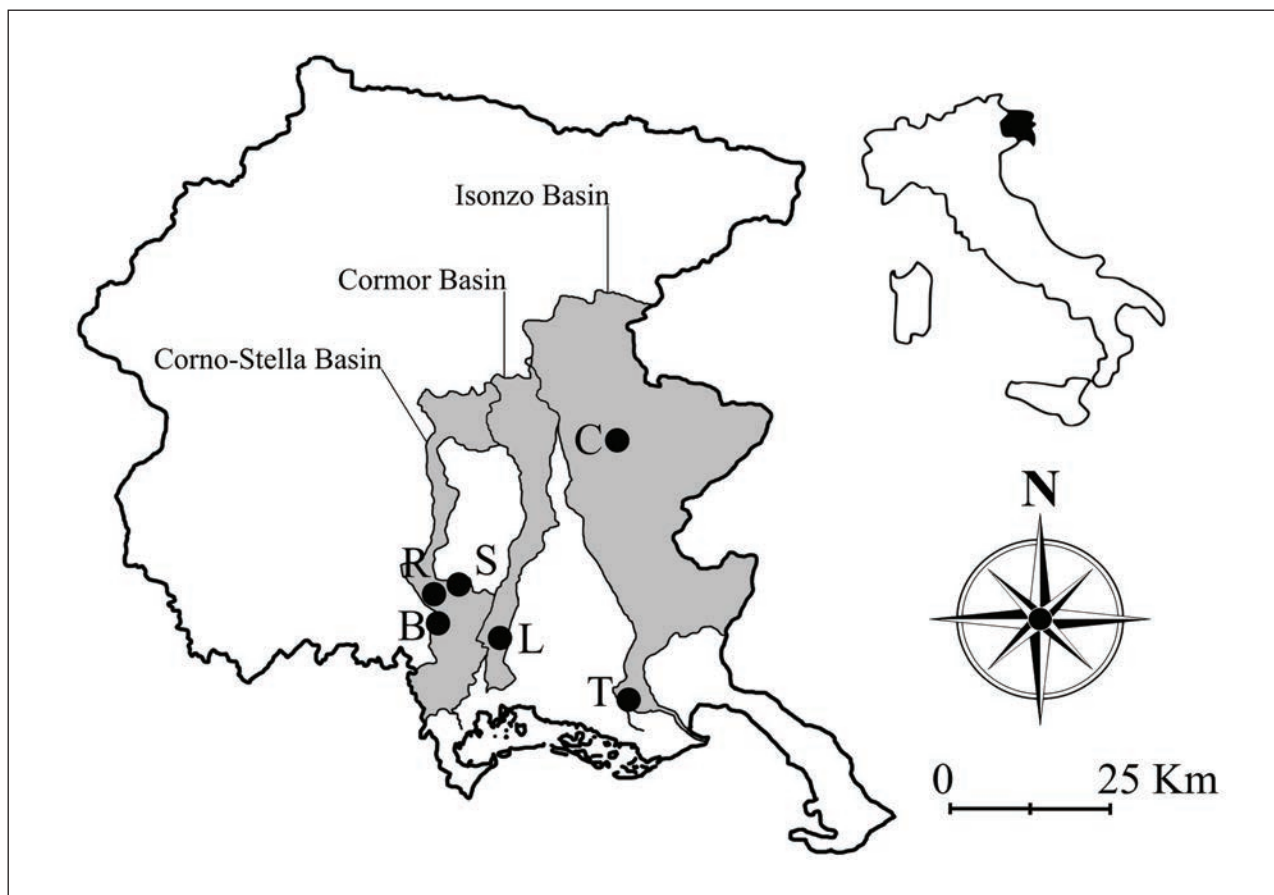 Isonzo Basin
Cormor Basin
Corno-Stella Basin
C
N
R
S
B
L
T
0 25 Km